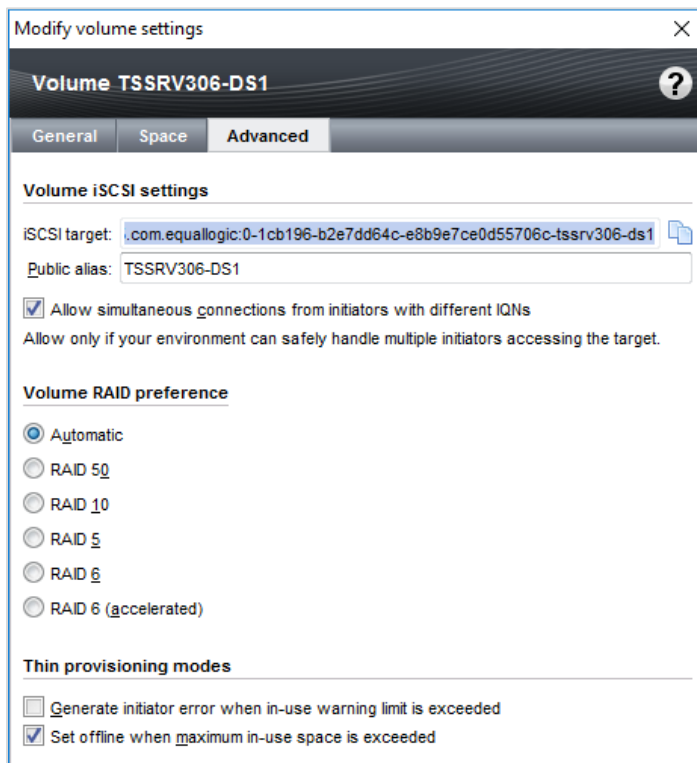 Modify volume settings
Volume TSSRV306-DS1
?
General Space Advanced
Volume iSCSI settings
iSCSI target: .com.equallogic:0-1cb196-b2e7dd64c-e8b9e7ce0d55706c-tssrv306-ds1
Public alias: TSSRV306-DS1
Allow simultaneous connections from initiators with different IQNs
Allow only if your environment can safely handle multiple initiators accessing the target.
Volume RAID preference
Automatic
RAID 50
RAID 10
RAID 5
RAID 6
RAID 6 (accelerated)
Thin provisioning modes
Generate initiator error when in-use warning limit is exceeded
Set offline when maximum in-use space is exceeded